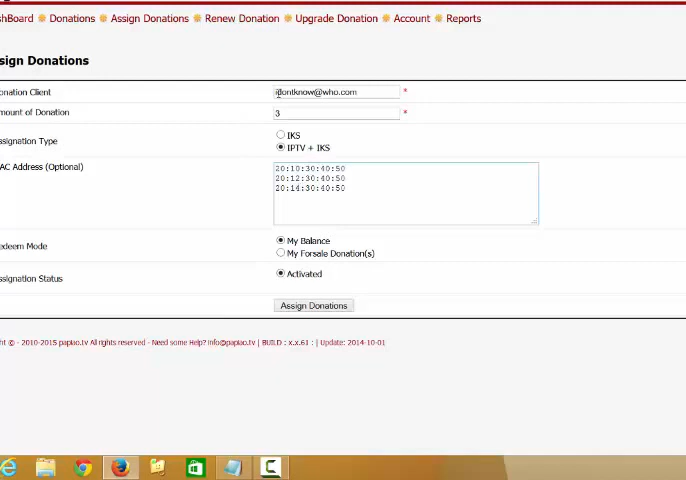 shBoard Donations Assign Donations Renew Donation Upgrade Donation Account Reports
sign Donations
onation Client dontknow@who.com *
mount of Donation 3 *
ssignation Type IKS
IPTV + IKS
AC Address (Optional) 20:10:30:40:50
20:12:30:40:50
20:14:30:40:50
edeem Mode My Balance
My Forsale Donation(s)
ssignation Status Activated
Assign Donations
ht © - 2010-2015 papiao.tv All rights reserved - Need some Help? info@papiao.tv | BUILD : x.x.61 : | Update: 2014-10-01